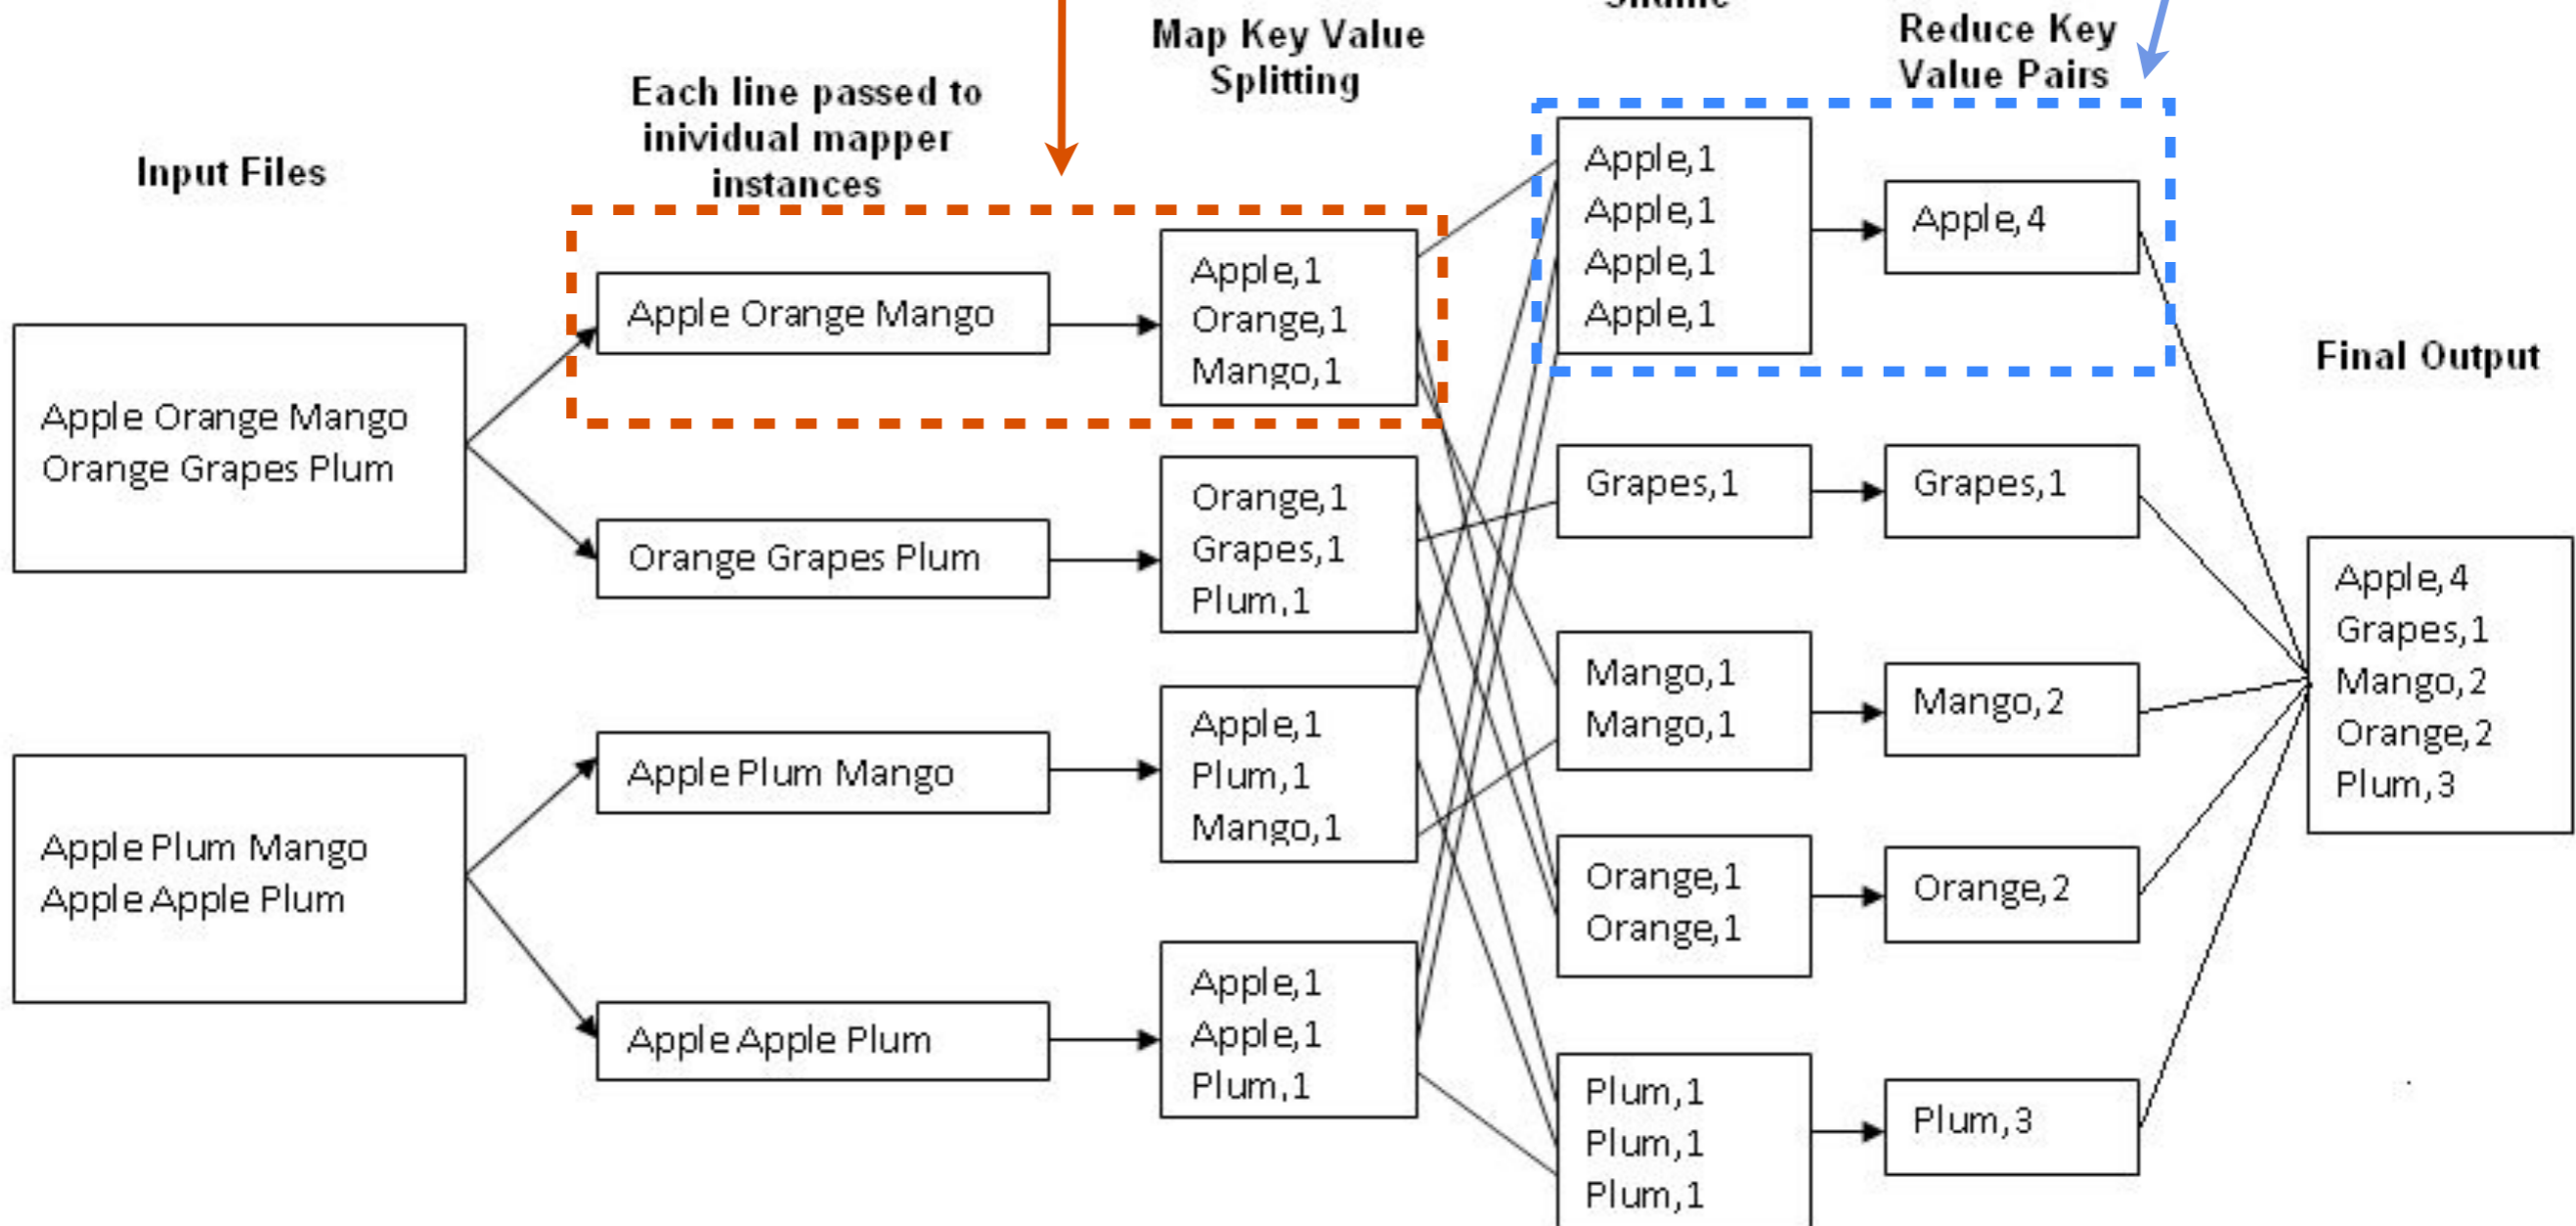 Map Key Value
Splitting
Reduce Key
Value Pairs
Each line passed to
inividual mapper
instances
Input Files
Final Output
Apple Orange Mango
Orange Grapes Plum
Apple Plum Mango
Apple Apple Plum
Apple Orange Mango
Orange Grapes Plum
Apple Plum Mango
Apple Apple Plum
Apple,1
Orange,1
Mango,1
Orange,1
Grapes,1
Plum,1
Apple,1
Plum,1
Mango,1
Apple,1
Apple,1
Plum,1
Apple,1
Apple,1
Apple,1
Apple,1
Grapes,1
Mango,1
Mango,1
Orange,1
Orange,1
Plum,1
Plum,1
Plum,1
Apple,4
Grapes,1
Mango,2
Orange,2
Plum,3
Apple,4
Grapes,1
Mango,2
Orange,2
Plum,3